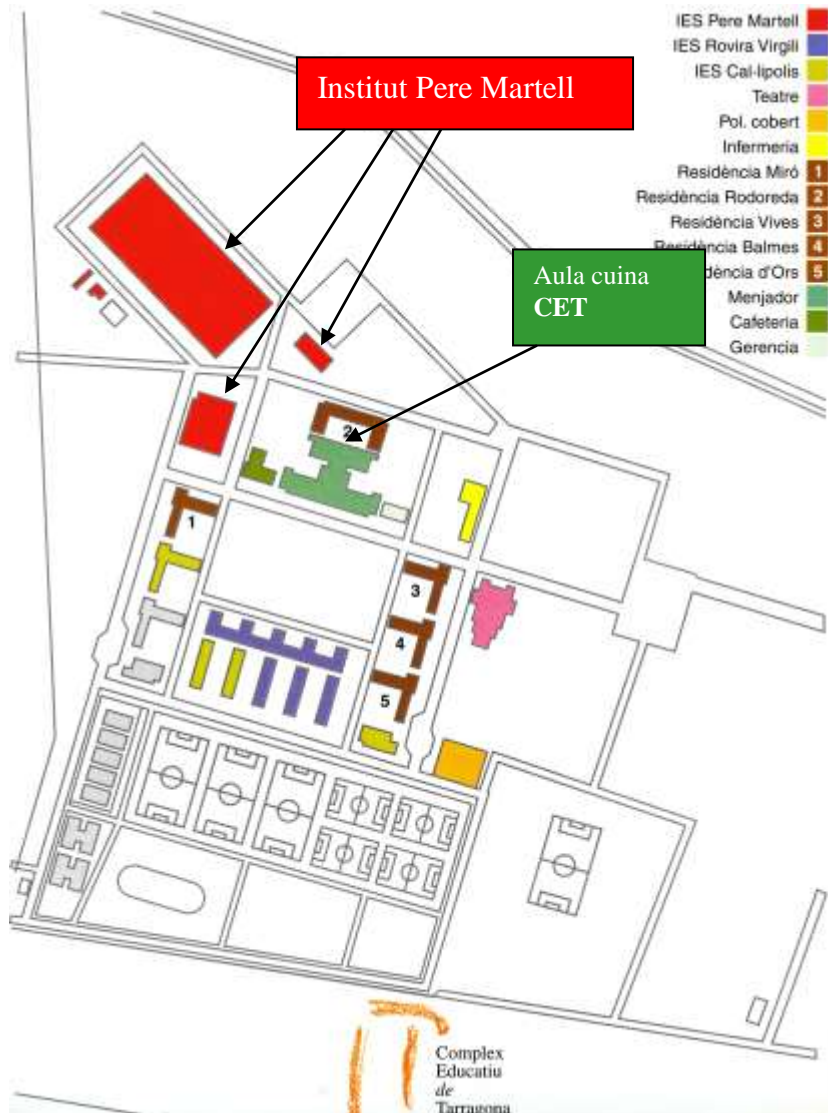 Institut Pere Martell
Aula cuina
CET
IES Pere Martell
IES Rovira Virgili
IES Cal·lipolis
Teatre
Pol. cobert
Infermeria
Residència Miró 1
Residència Rodoreda 2
Residència Vives 3
Residència Balmes 4
dència d'Ors 5
Menjador
Cafeteria
Gerencia
2
1
3
4
5
Complex
Educatiu
de
Tarragona